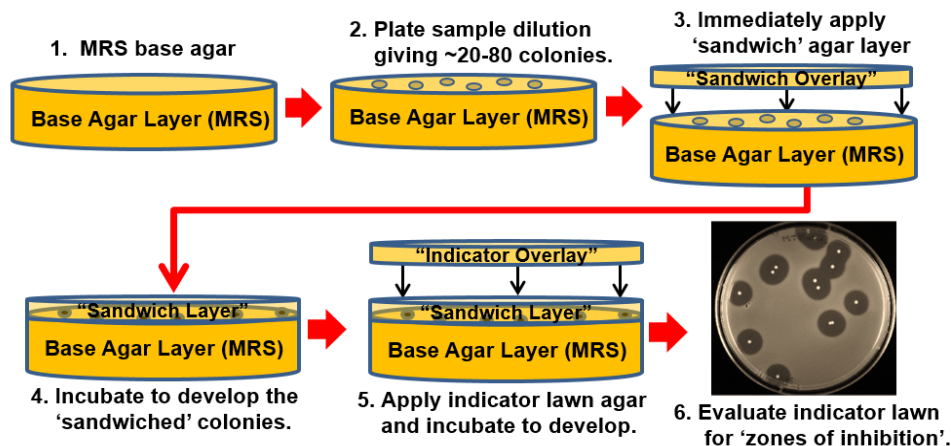 1. MRS base agar
Base Agar Layer (MRS)
2. Plate sample dilution
giving ~20-80 colonies.
Base Agar Layer (MRS)
3. Immediately apply
‘sandwich’ agar layer
“Sandwich Overlay”
Base Agar Layer (MRS)
“Sandwich Layer”
Base Agar Layer (MRS)
4. Incubate to develop the
‘sandwiched’ colonies.
“Indicator Overlay”
“Sandwich Layer”
Base Agar Layer (MRS)
5. Apply indicator lawn agar
and incubate to develop.
6. Evaluate indicator lawn
for ‘zones of inhibition’.